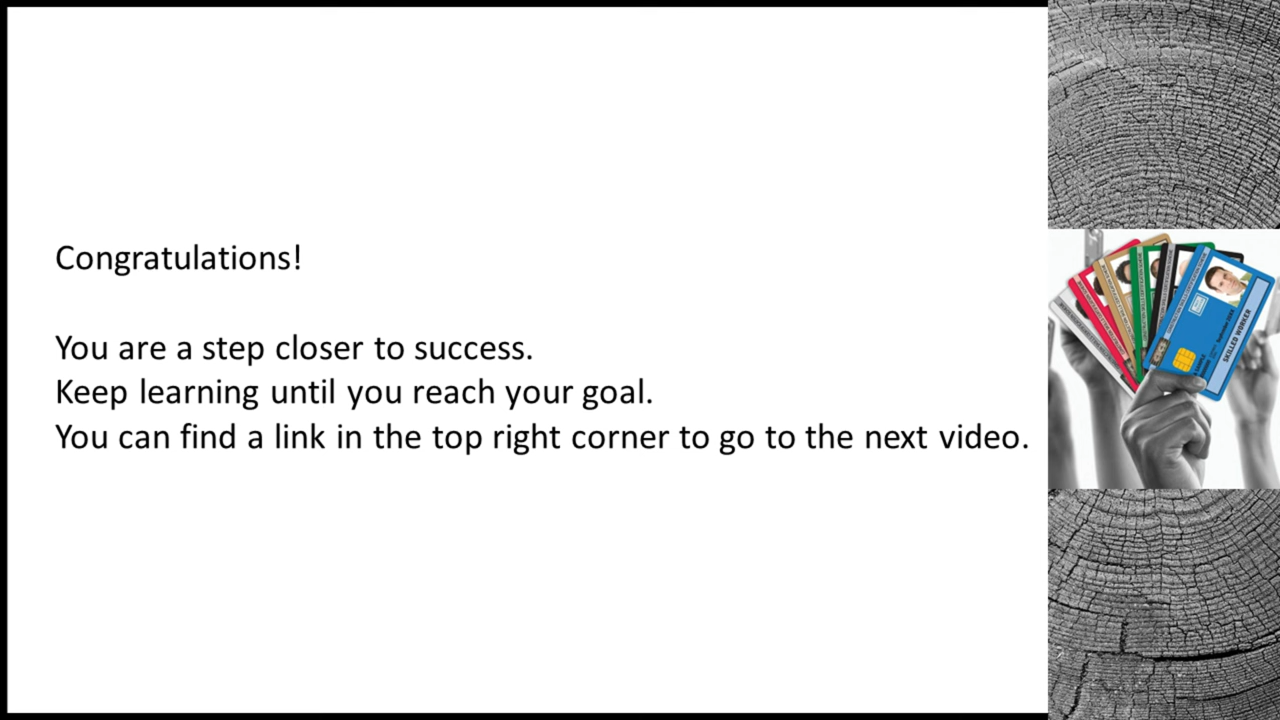 Congratulations!
You are a step closer to success.
Keep learning until you reach your goal.
You can find a link in the top right corner to go to the next video.
SKILLED WORKER